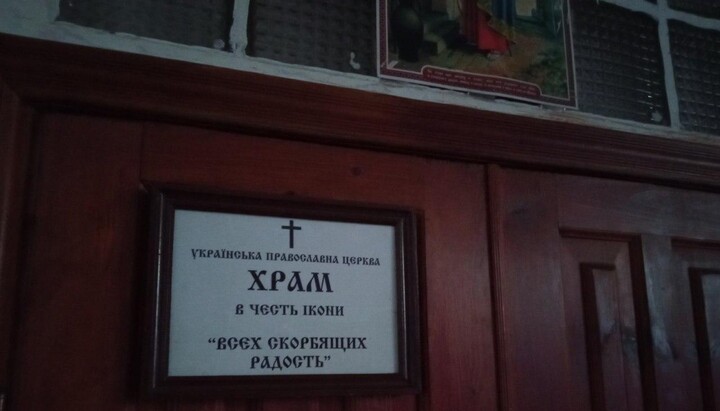 УКРАЇНСЬКА ПРАВОСЛАВНА ЦЕРКВА
ХРАМ
В ЧЕСТЬ ІКОНИ
"ВСЕХ СКОРБЯЩИХ
РАДОСТЬ"